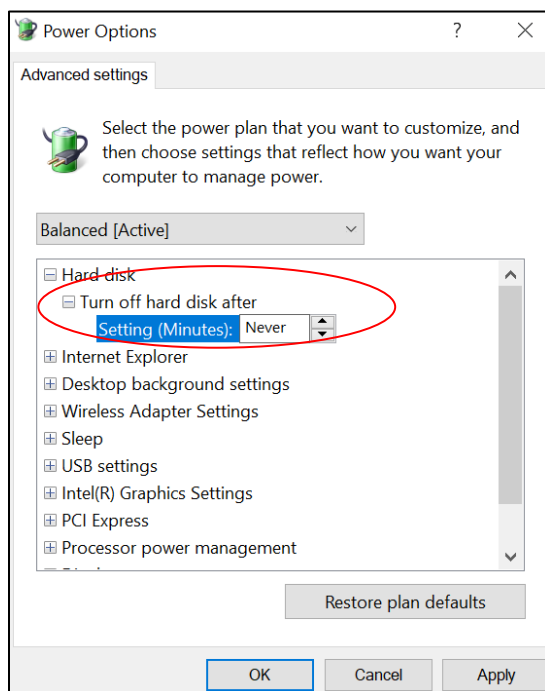 Power Options
?
Advanced settings
Select the power plan that you want to customize, and
then choose settings that reflect how you want your
computer to manage power.
Balanced [Active]
Hard disk
Turn off hard disk after
Setting (Minutes): Never
Internet Explorer
Desktop background settings
Wireless Adapter Settings
Sleep
USB settings
Intel(R) Graphics Settings
PCI Express
Processor power management
Restore plan defaults
OK Cancel Apply